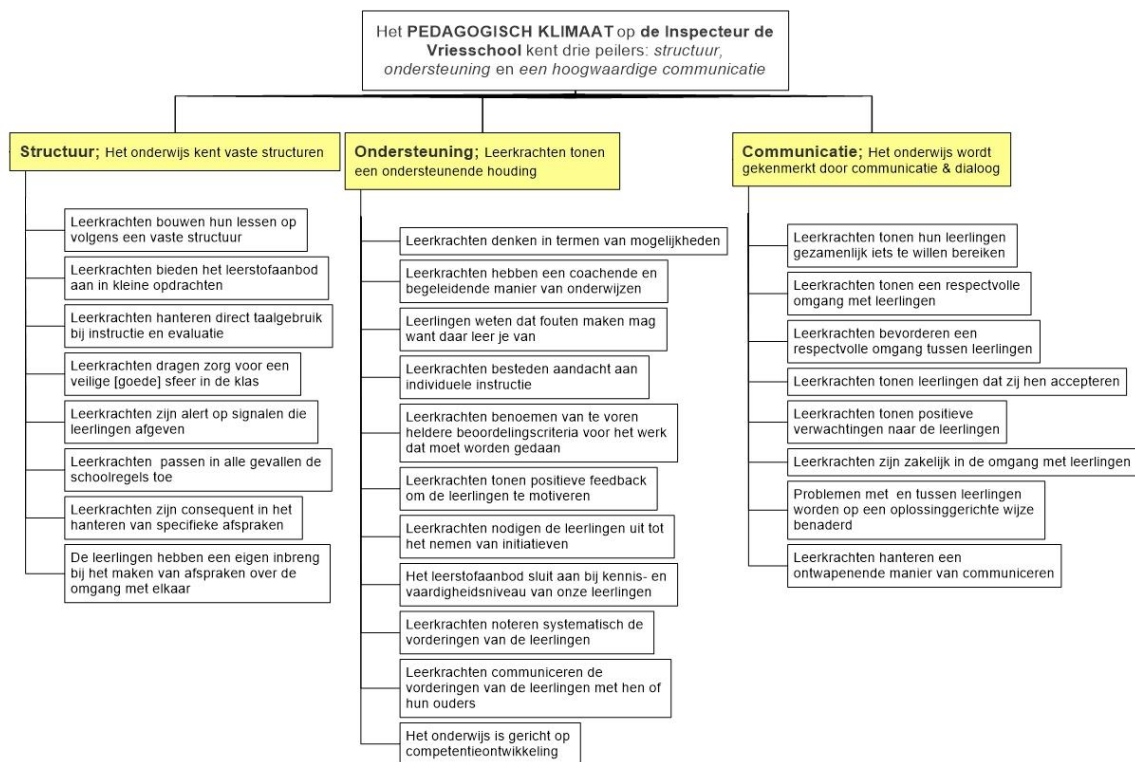 Het PEDAGOGISCH KLIMAAT op de Inspecteur de
Vriesschool kent drie peilers: structuur,
ondersteuning en een hoogwaardige communicatie
Structuur; Het onderwijs kent vaste structuren
Leerkrachten bouwen hun lessen op
volgens een vaste structuur
Leerkrachten bieden het leerstofaanbod
aan in kleine opdrachten
Leerkrachten hanteren direct taalgebruik
bij instructie en evaluatie
Leerkrachten dragen zorg voor een
veilige [goede] sfeer in de klas
Leerkrachten zijn alert op signalen die
leerlingen afgeven
Leerkrachten passen in alle gevallen de
schoolregels toe
Leerkrachten zijn consequent in het
hanteren van specifieke afspraken
De leerlingen hebben een eigen inbreng
bij het maken van afspraken over de
omgang met elkaar
Ondersteuning; Leerkrachten tonen
een ondersteunende houding
Leerkrachten denken in termen van mogelijkheden
Leerkrachten hebben een coachende en
begeleidende manier van onderwijzen
Leerlingen weten dat fouten maken mag
want daar leer je van
Leerkrachten besteden aandacht aan
individuele instructie
Leerkrachten benoemen van te voren
heldere beoordelingscriteria voor het werk
dat moet worden gedaan
Leerkrachten tonen positieve feedback
om de leerlingen te motiveren
Leerkrachten nodigen de leerlingen uit tot
het nemen van initiatieven
Het leerstofaanbod sluit aan bij kennis- en
vaardigheidsniveau van onze leerlingen
Leerkrachten noteren systematisch de
vorderingen van de leerlingen
Leerkrachten communiceren de
vorderingen van de leerlingen met hen of
hun ouders
Het onderwijs is gericht op
competentieontwikkeling
Communicatie; Het onderwijs wordt
gekenmerkt door communicatie & dialoog
Leerkrachten tonen hun leerlingen
gezamenlijk iets te willen bereiken
Leerkrachten tonen een respectvolle
omgang met leerlingen
Leerkrachten bevorderen een
respectvolle omgang tussen leerlingen
Leerkrachten tonen leerlingen dat zij hen accepteren
Leerkrachten tonen positieve
verwachtingen naar de leerlingen
Leerkrachten zijn zakelijk in de omgang met leerlingen
Problemen met en tussen leerlingen
worden op een oplossinggerichte wijze
benaderd
Leerkrachten hanteren een
ontwapenende manier van communiceren